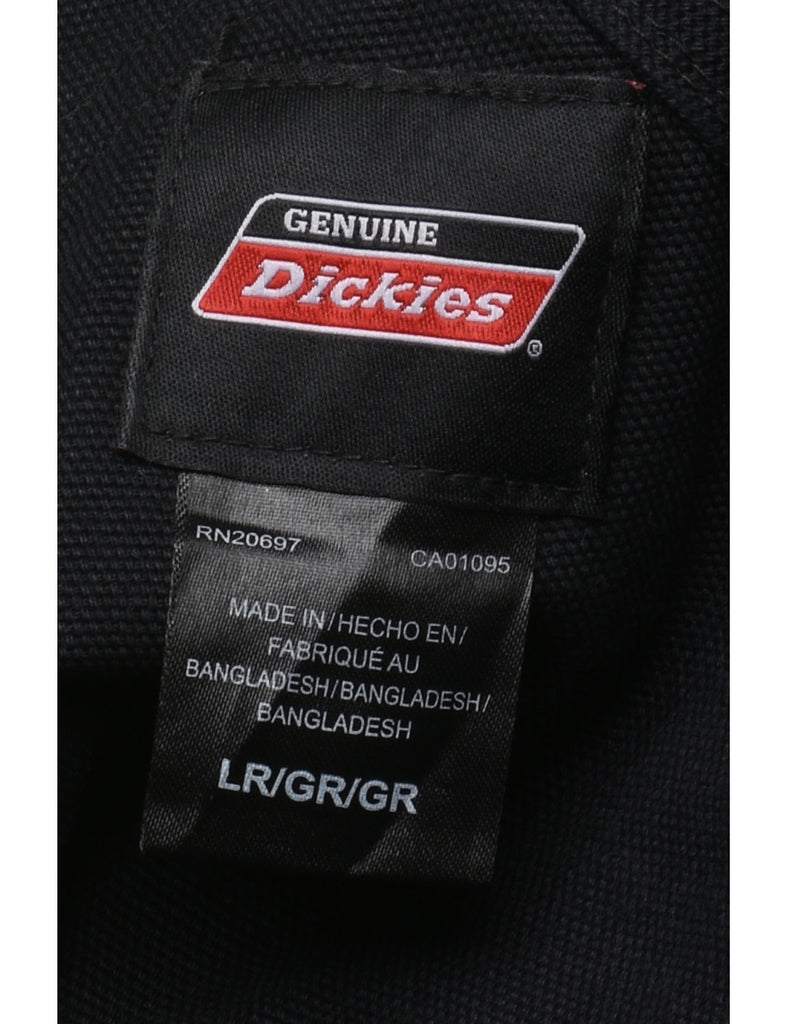 GENUINE
Dickies
®
RN20697 CA01095
MADE IN/HECHO EN/
FABRIQUÉ AU
BANGLADESH/BANGLADESH/
BANGLADESH
LR/GR/GR